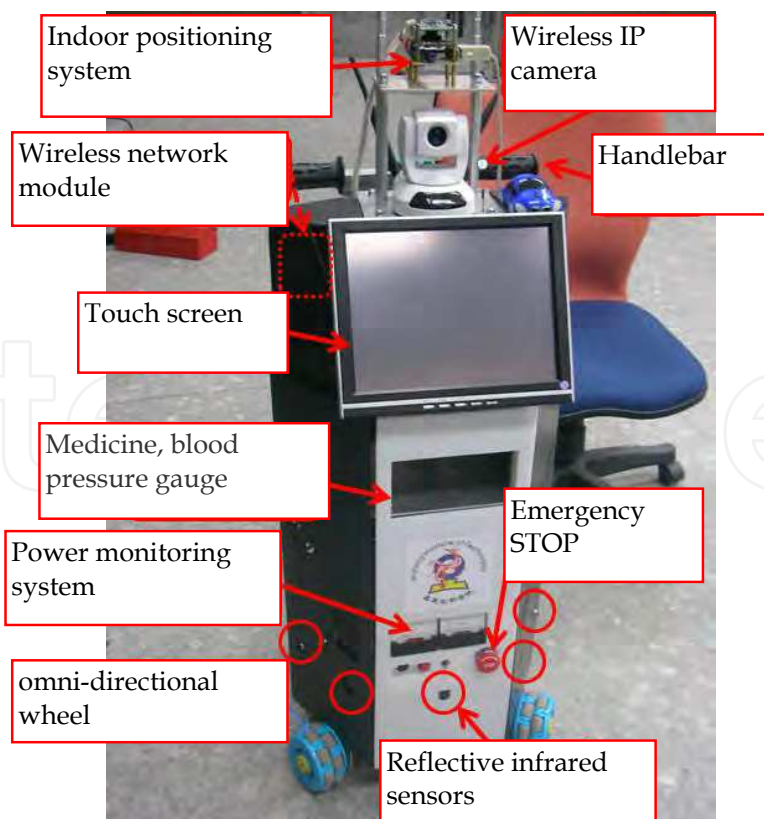 Indoor positioning
system
Wireless IP
camera
Wireless network
module
Handlebar
Touch screen
Medicine, blood
pressure gauge
Emergency
STOP
Power monitoring
system
omni-directional
wheel
Reflective infrared
sensors